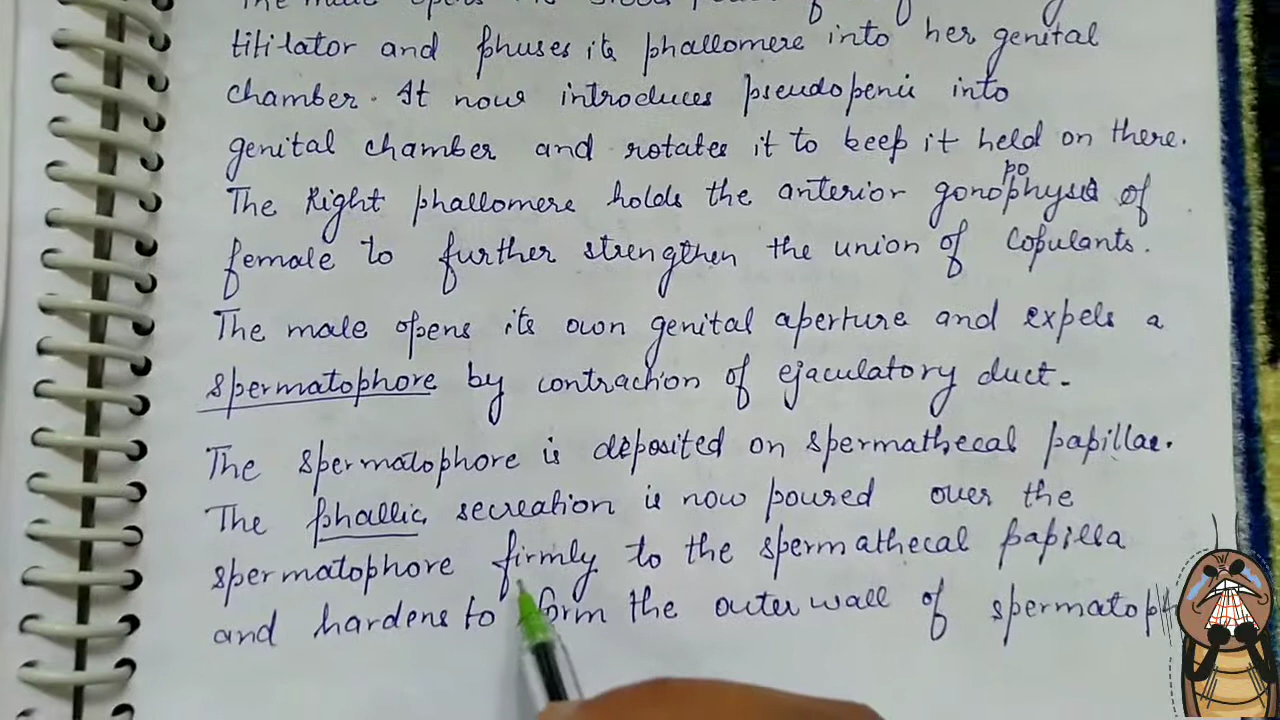 titilator and phuses its phallomere into her genital
chamber. It now introduces pseudopenis into
genital chamber and rotates it to keep it held on there.
po
The Right phallomere holds the anterior gonophysis of
female to further strengthen the union of Copulants.
The male opens its own genital aperture and expels a
spermatophore by contraction of ejaculatory duct.
The spermatophore is deposited on spermathecal papillae.
The phallic secreation is now poured over the
spermatophore firmly to the spermathecal papilla
and hardens to form the outer wall of spermatoph